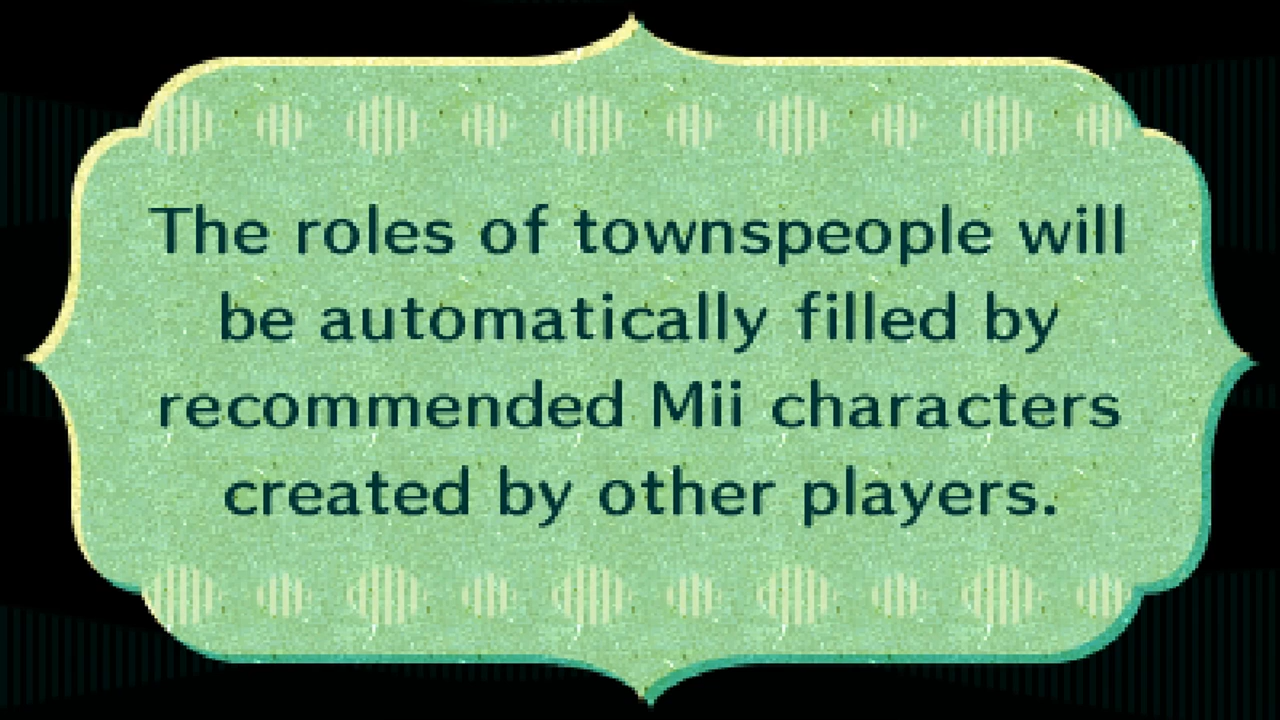 The roles of townspeople will
be automatically filled by
recommended Mii characters
created by other players.